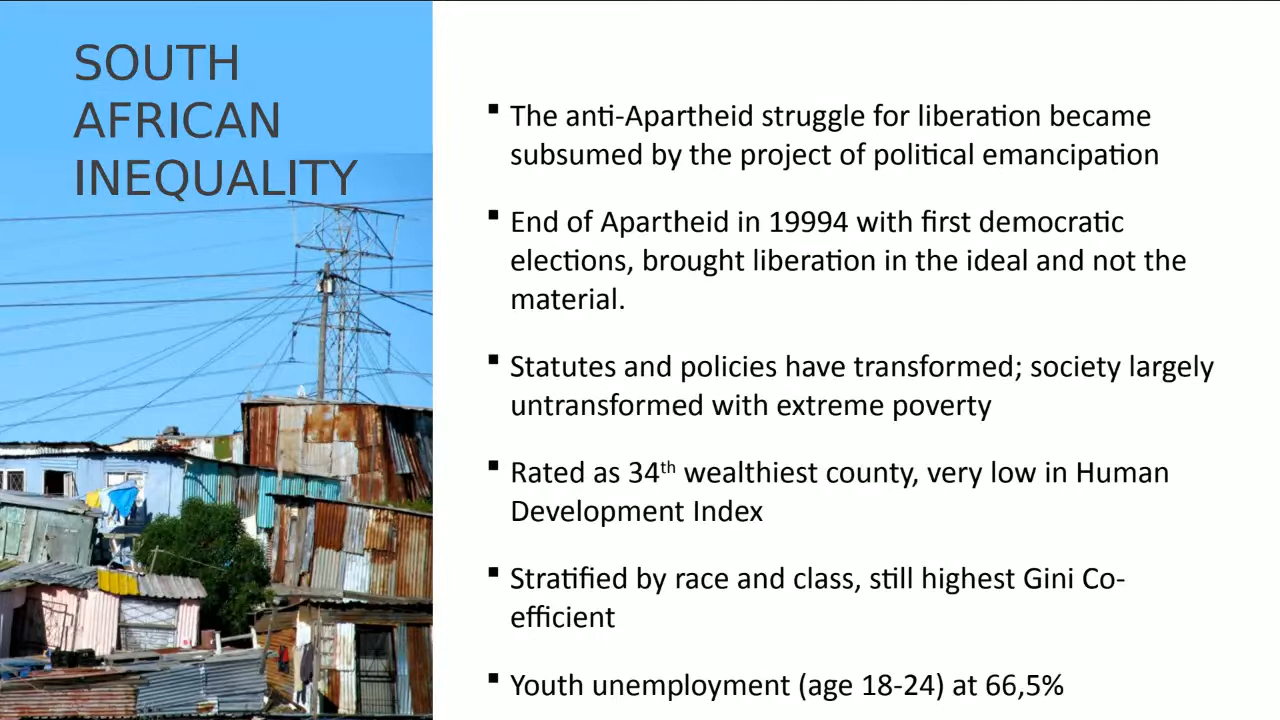 SOUTH
AFRICAN
INEQUALITY
▪ The anti-Apartheid struggle for liberation became
subsumed by the project of political emancipation
▪ End of Apartheid in 19994 with first democratic
elections, brought liberation in the ideal and not the
material.
▪ Statutes and policies have transformed; society largely
untransformed with extreme poverty
▪ Rated as 34th wealthiest county, very low in Human
Development Index
▪ Stratified by race and class, still highest Gini Co-
efficient
▪ Youth unemployment (age 18-24) at 66,5%